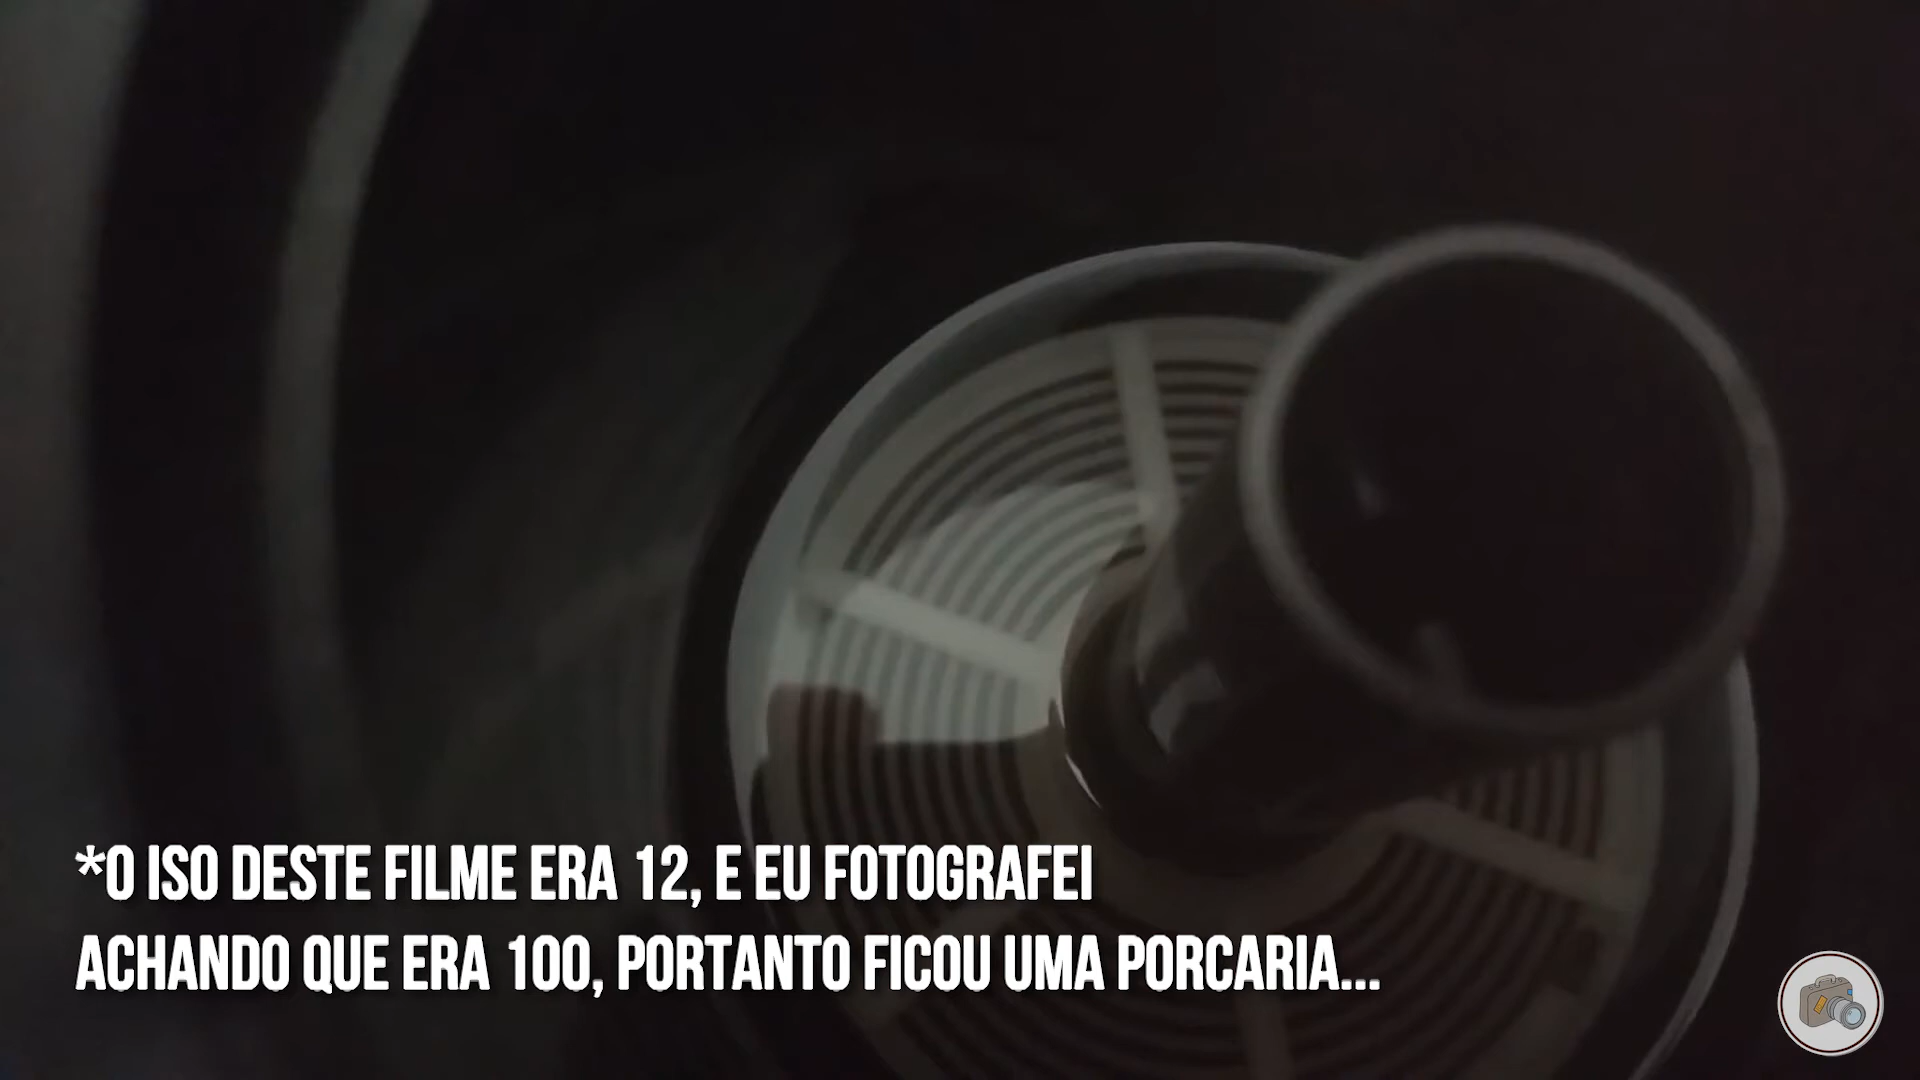 *O ISO DESTE FILME ERA 12, E EU FOTOGRAFEI
ACHANDO QUE ERA 100, PORTANTO FICOU UMA PORCARIA...